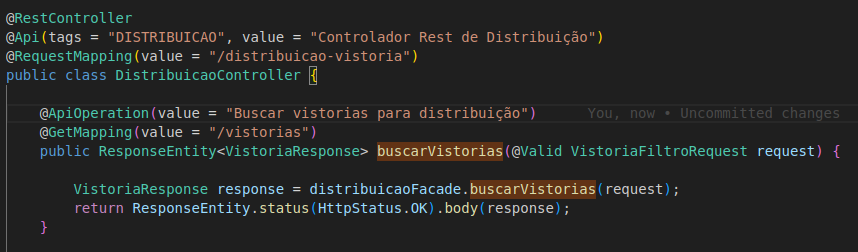 @RestController
@Api(tags = "DISTRIBUICAO", value = "Controlador Rest de Distribuição")
@RequestMapping(value = "/distribuicao-vistoria")
public class DistribuicaoController {
@ApiOperation(value = "Buscar vistorias para distribuição") You, now • Uncommitted changes
@GetMapping(value = "/vistorias")
public ResponseEntity<VistoriaResponse> buscarVistorias(@Valid VistoriaFiltroRequest request) {
VistoriaResponse response = distribuicaoFacade.buscarVistorias(request);
return ResponseEntity.status(HttpStatus.OK).body(response);
}